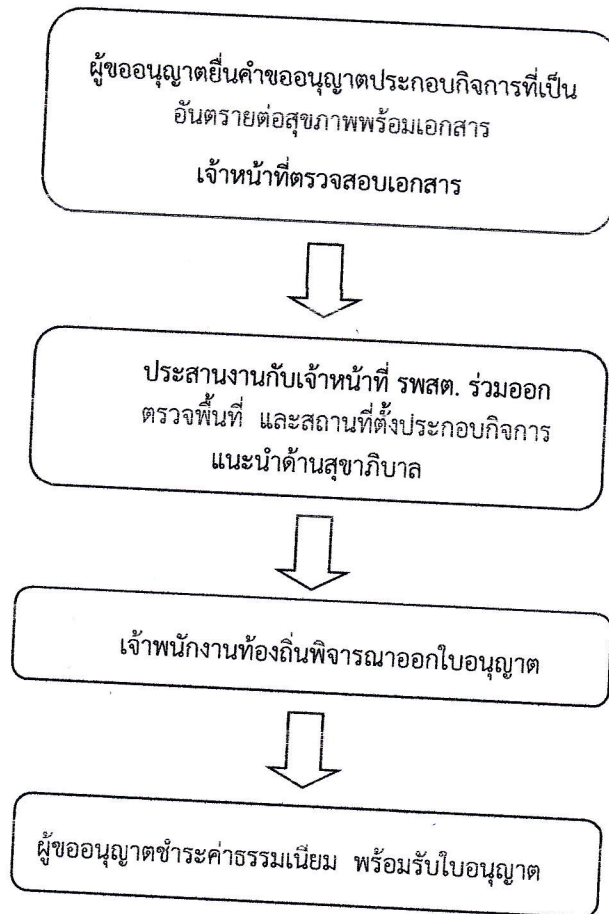 ผู้ขออนุญาตยื่นคำขออนุญาตประกอบกิจการที่เป็น
อันตรายต่อสุขภาพพร้อมเอกสาร
เจ้าหน้าที่ตรวจสอบเอกสาร
ประสานงานกับเจ้าหน้าที่ รพสต. ร่วมออก
ตรวจพื้นที่ และสถานที่ตั้งประกอบกิจการ
แนะนำด้านสุขาภิบาล
เจ้าพนักงานท้องถิ่นพิจารณาออกใบอนุญาต
ผู้ขออนุญาตชำระค่าธรรมเนียม พร้อมรับใบอนุญาต